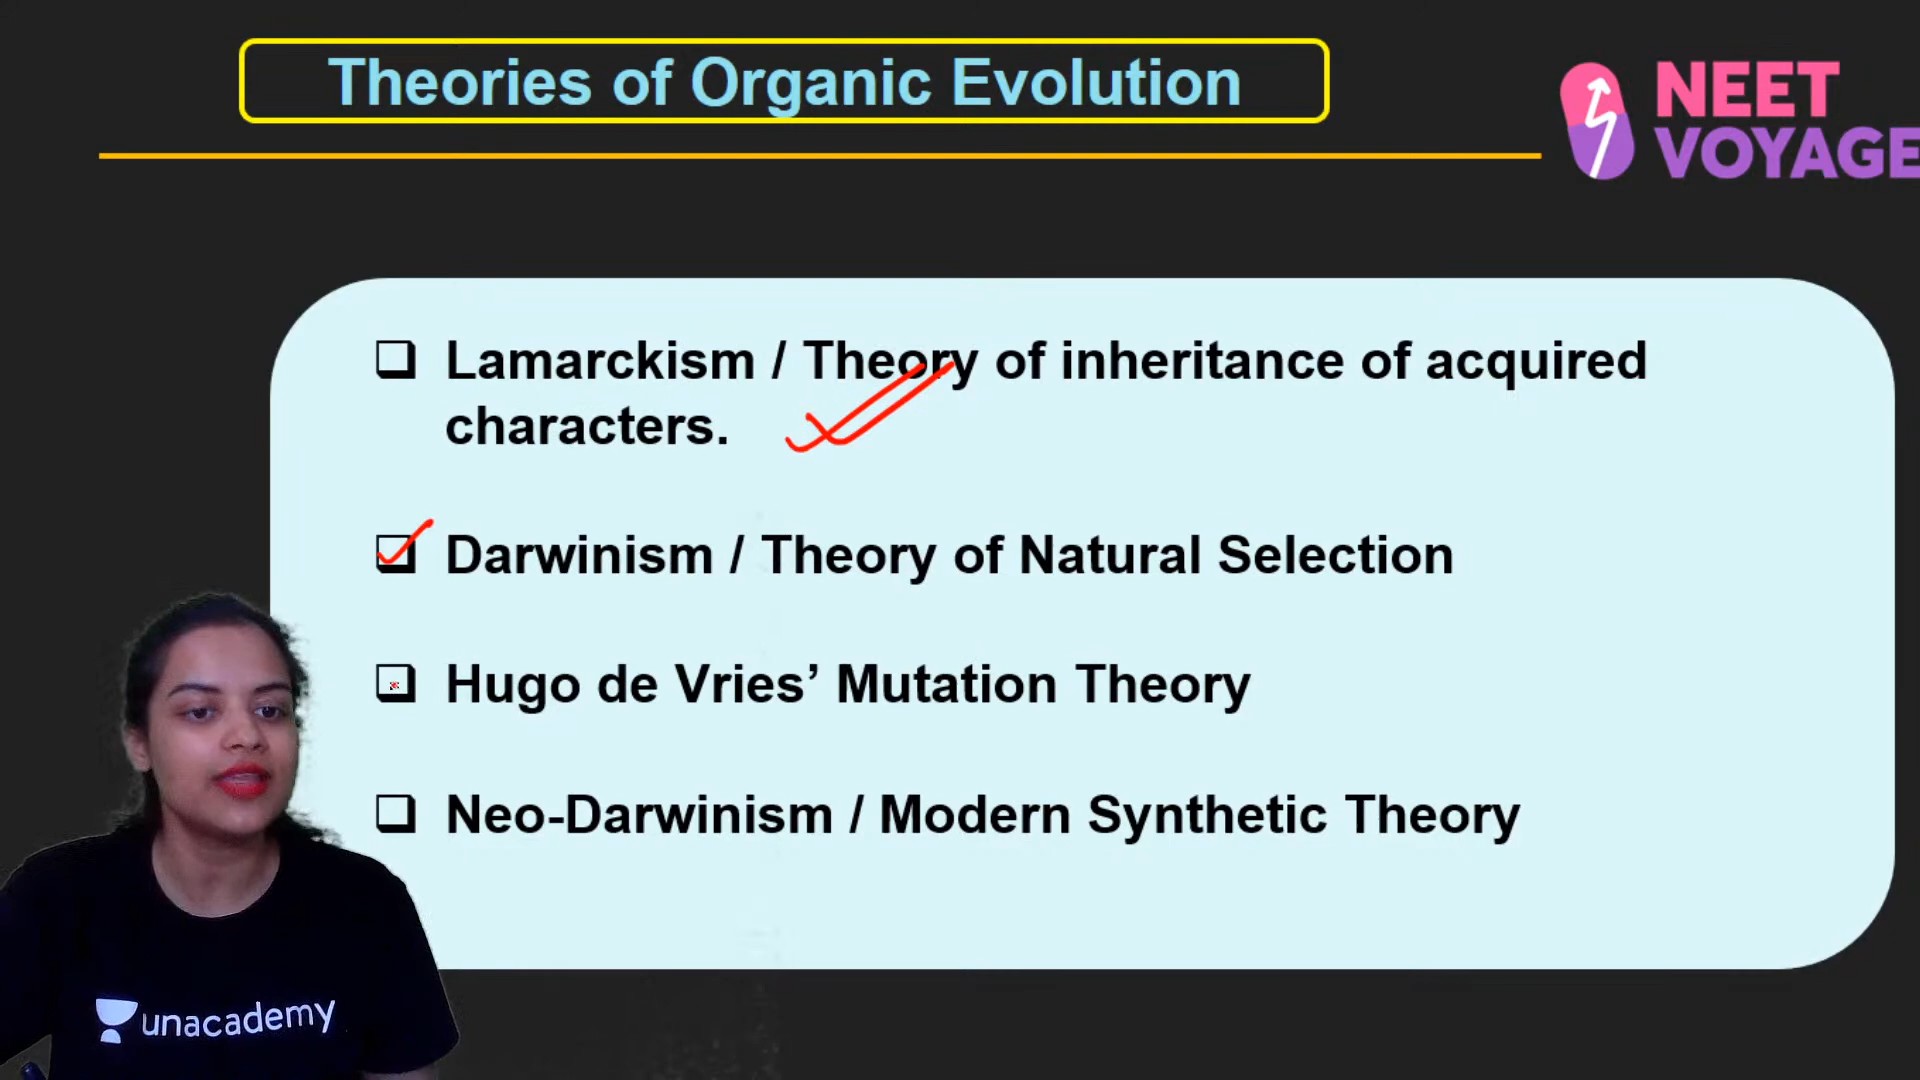 Theories of Organic Evolution
NEET
VOYAGE
Lamarckism / Theory of inheritance of acquired
characters.
Darwinism / Theory of Natural Selection
Hugo de Vries’ Mutation Theory
Neo-Darwinism / Modern Synthetic Theory
unacademy